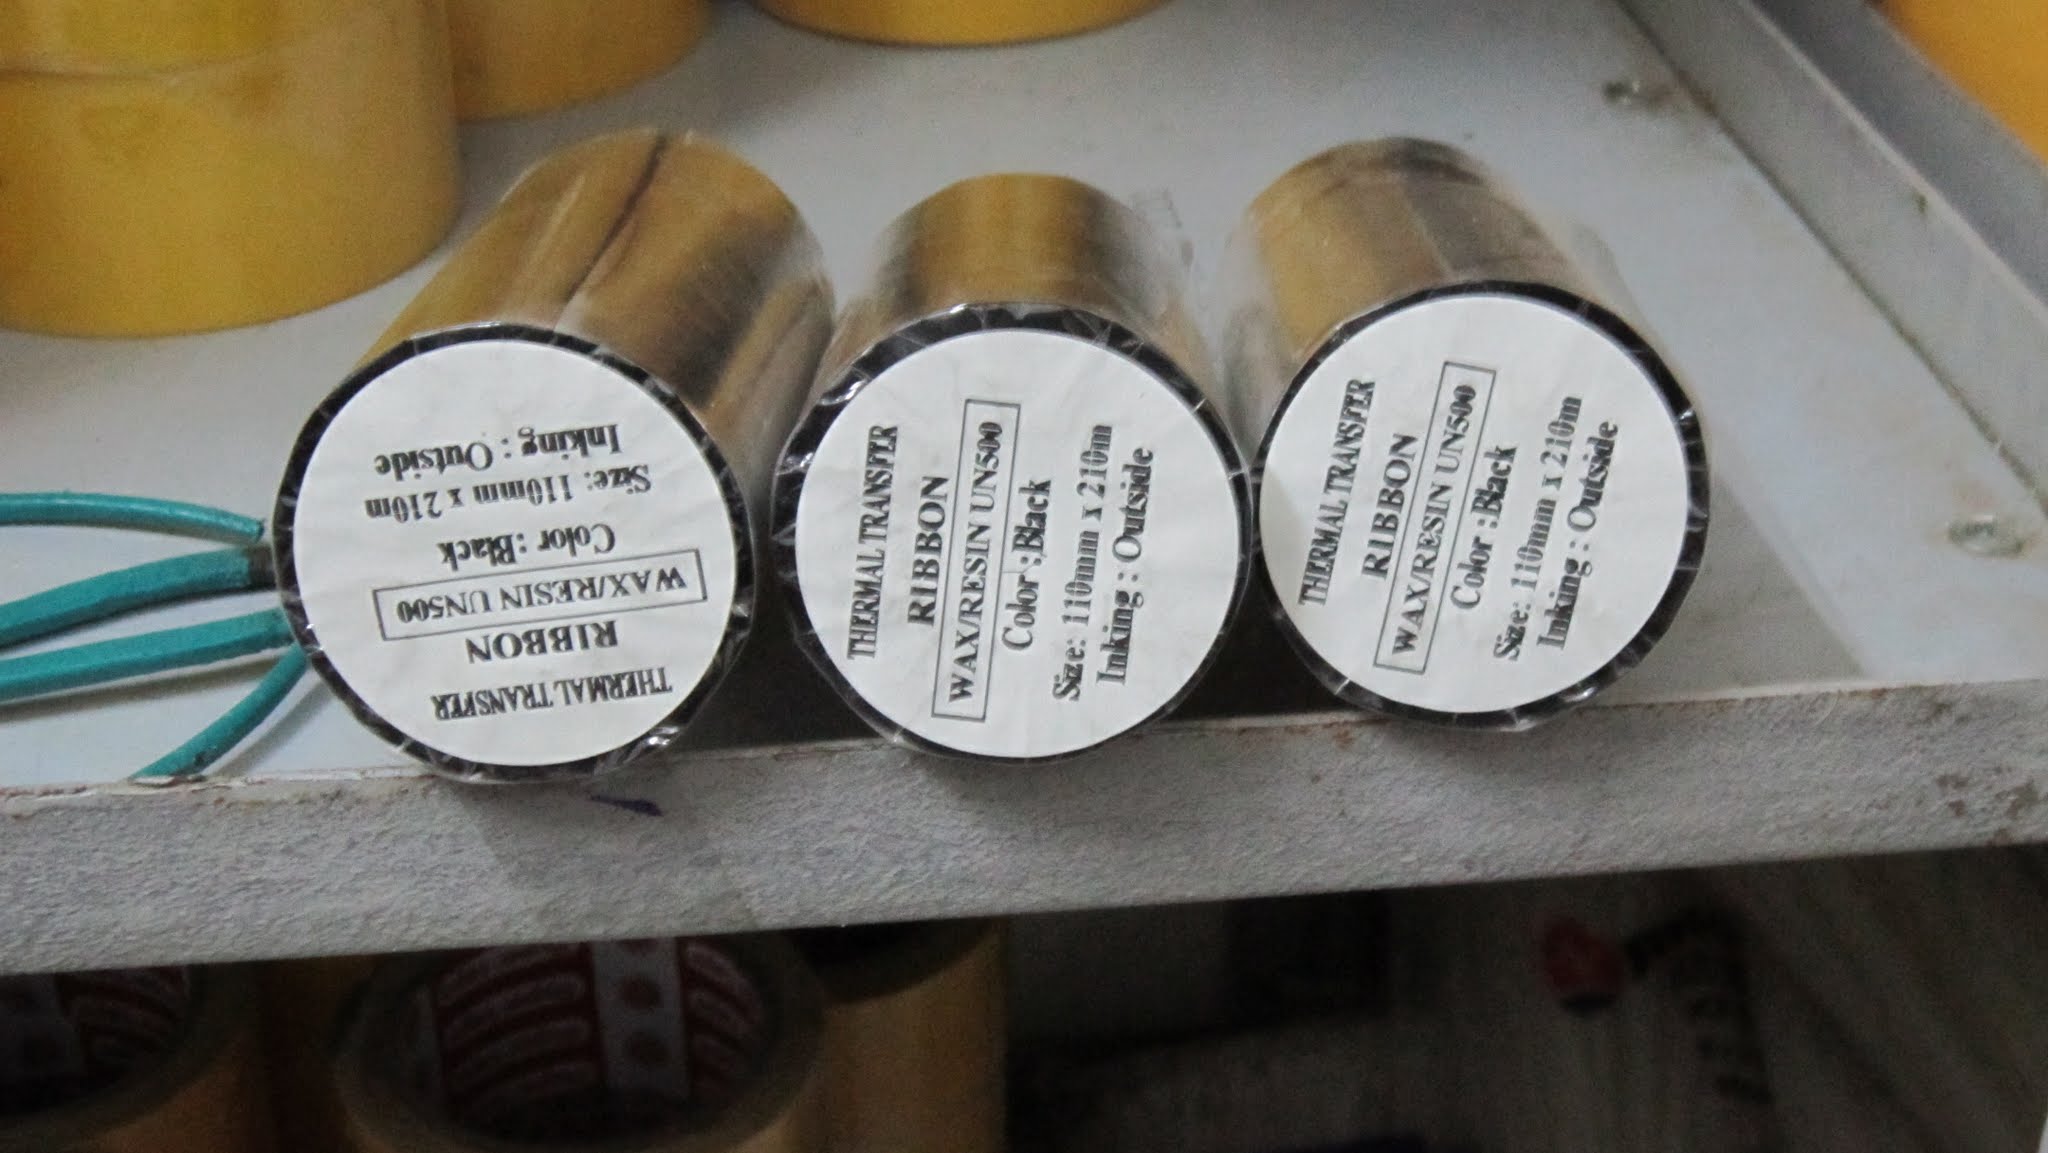 THERMAL TRANSFER
RIBBON
WAX/RESIN UN500
Color : Black
Size: 110mm x 210m
Inking : Outside
THERMAL TRANSFER
RIBBON
WAX/RESIN UN500
Color : Black
Size: 110mm x 210m
Inking : Outside
THERMAL TRANSFER
RIBBON
WAX/RESIN UN500
Color : Black
Size: 110mm x 210m
Inking : Outside